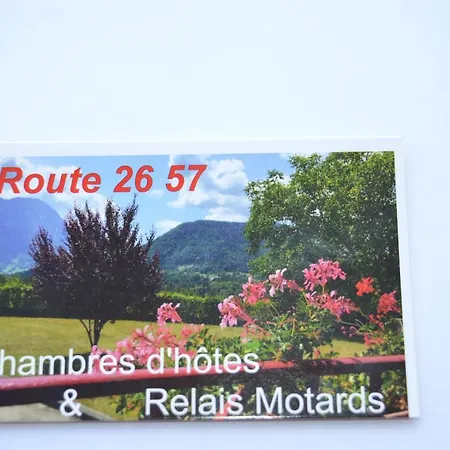 Route 26 57
hambres d'hôtes
& Relais Motards